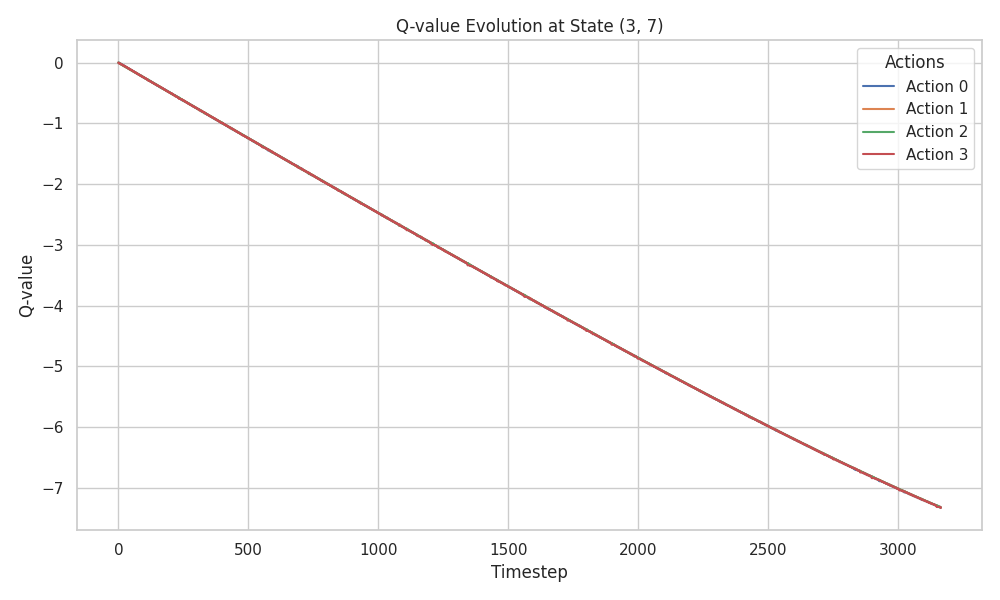 Q-value Evolution at State (3, 7)
Actions
Action 0
Action 1
Action 2
Action 3
Q-value
0
−1
−2
−3
−4
−5
−6
−7
0 500 1000 1500 2000 2500 3000
Timestep